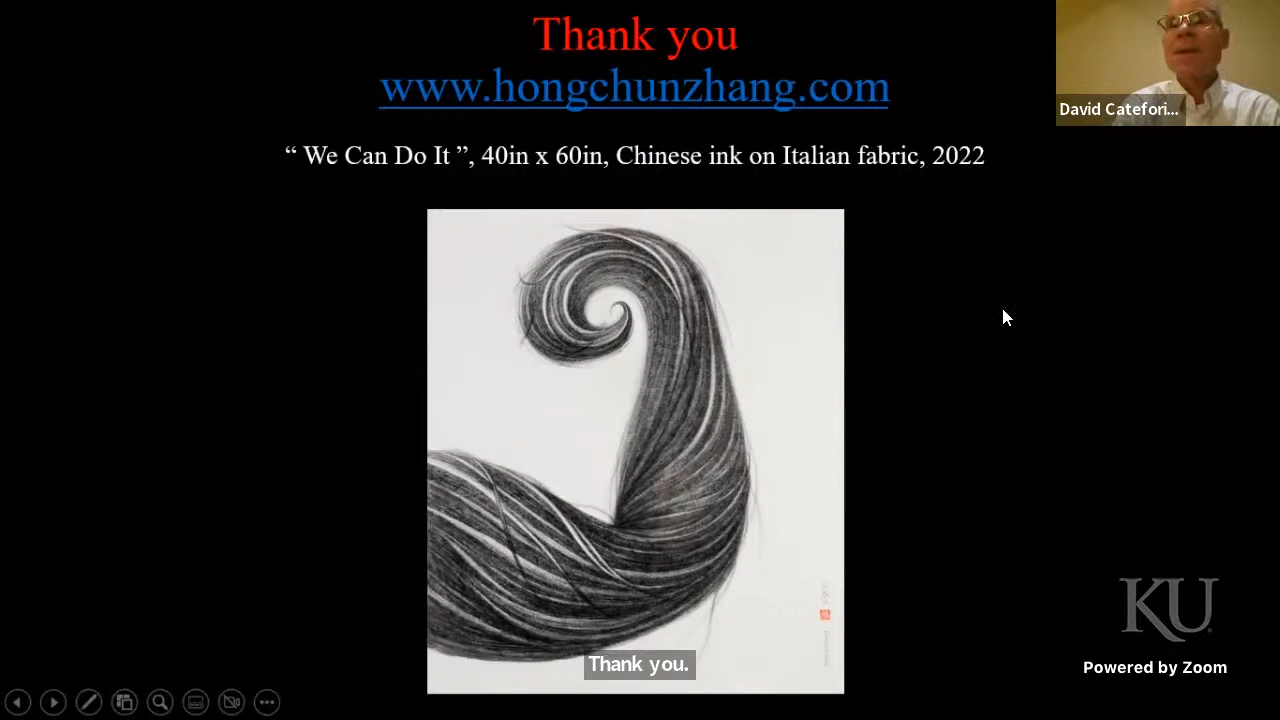 Thank you
www.hongchunzhang.com
“ We Can Do It ”, 40in x 60in, Chinese ink on Italian fabric, 2022
David Catefori...
KU
Powered by Zoom
Thank you.